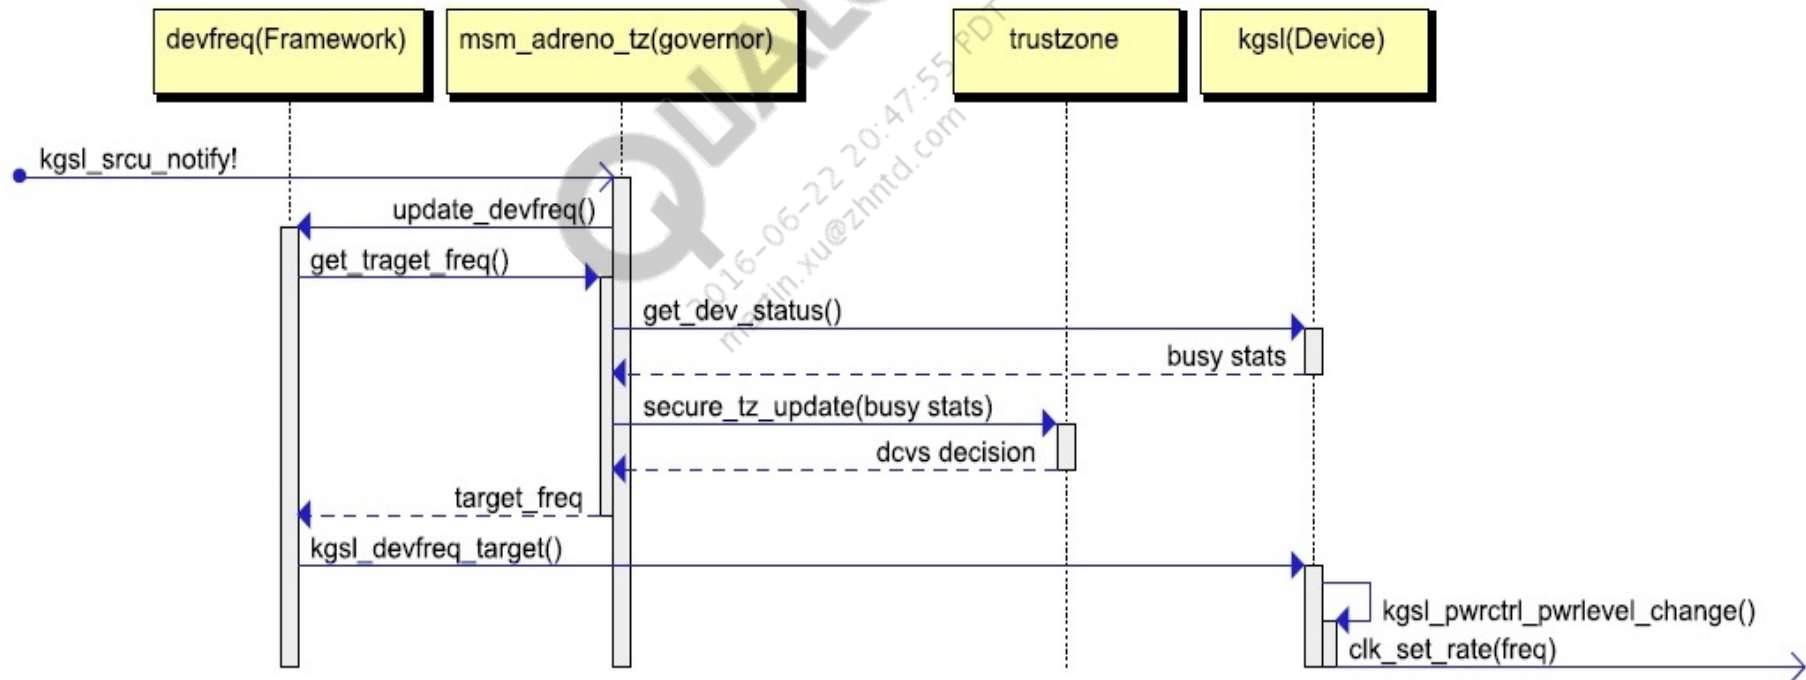 devfreq(Framework)
msm_adreno_tz(governor)
trustzone
kgsl(Device)
kgsl_srcu_notify!
update_devfreq()
get_traget_freq()
get_dev_status()
busy stats
secure_tz_update(busy stats)
dcvs decision
target_freq
kgsl_devfreq_target()
kgsl_pwrctrl_pwrlevel_change()
clk_set_rate(freq)
2016-06-22 20:47:55 PDT